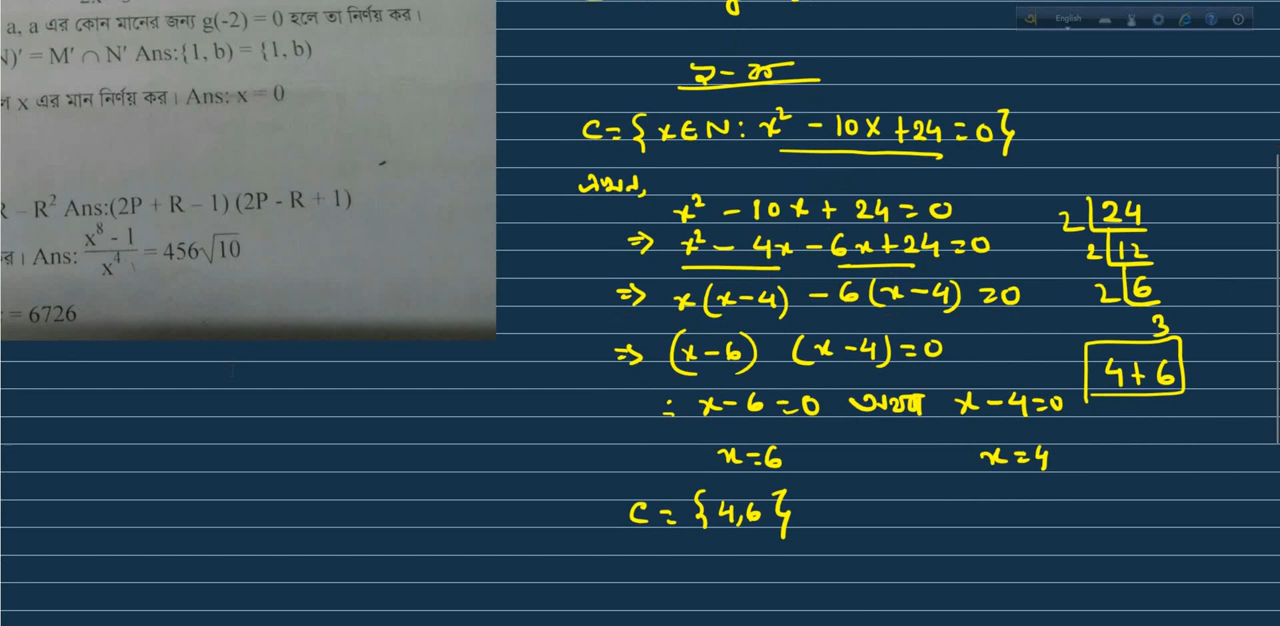 a, a এর কোন মানের জন্য g(-2) = 0 হলে তা নির্ণয় কর।
)′ = M′ ∩ N′ Ans:{1, b) = {1, b)
x এর মান নির্ণয় কর। Ans: x = 0
– R² Ans:(2P + R – 1) (2P - R + 1)
Ans: (x⁸ - 1)/x⁴ = 456√10
= 6726
English
C = { x ∈ N : x² - 10x + 24 = 0 }
এখন,
x² - 10x + 24 = 0
⇒ x² - 4x - 6x + 24 = 0
⇒ x(x-4) - 6(x-4) = 0
⇒ (x-6) (x-4) = 0
∴ x-6 = 0 অথবা x-4 = 0
x = 6 x = 4
C = {4,6}
2 24
2 12
2 6
3
4+6